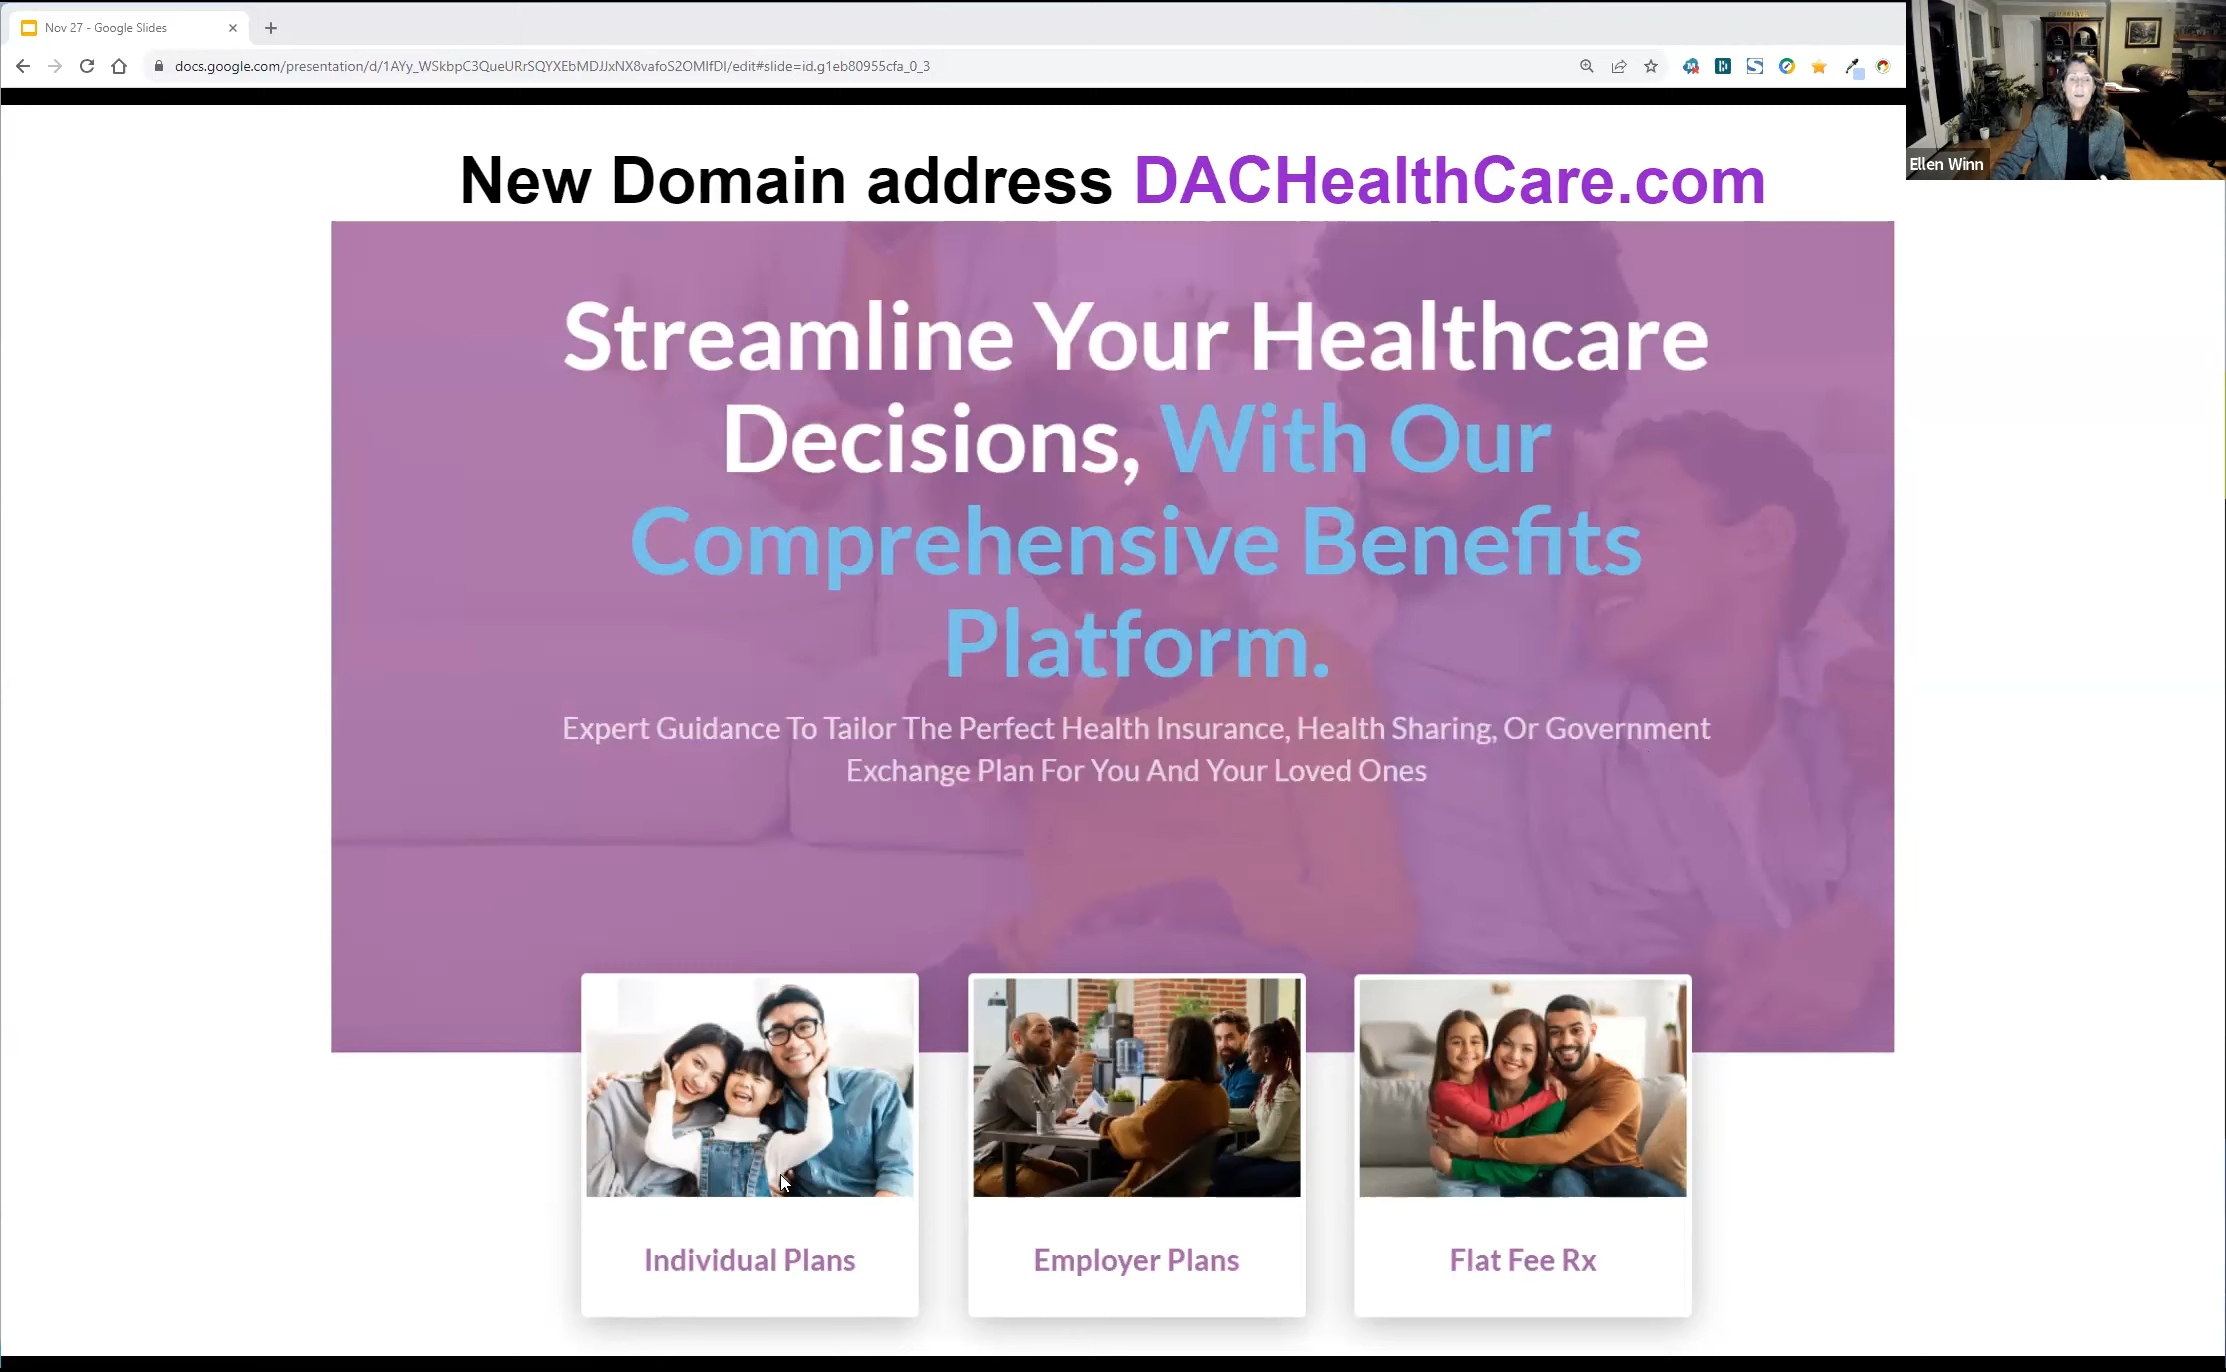 Nov 27 - Google Slides
docs.google.com/presentation/d/1AYy_WSkbpC3QueURrSQYXEbMDJJxNX8vafoS2OMIfDI/edit#slide=id.g1eb80955cfa_0_3
Ellen Winn
New Domain address DACHealthCare.com
Streamline Your Healthcare
Decisions, With Our
Comprehensive Benefits
Platform.
Expert Guidance To Tailor The Perfect Health Insurance, Health Sharing, Or Government
Exchange Plan For You And Your Loved Ones
Individual Plans
Employer Plans
Flat Fee Rx